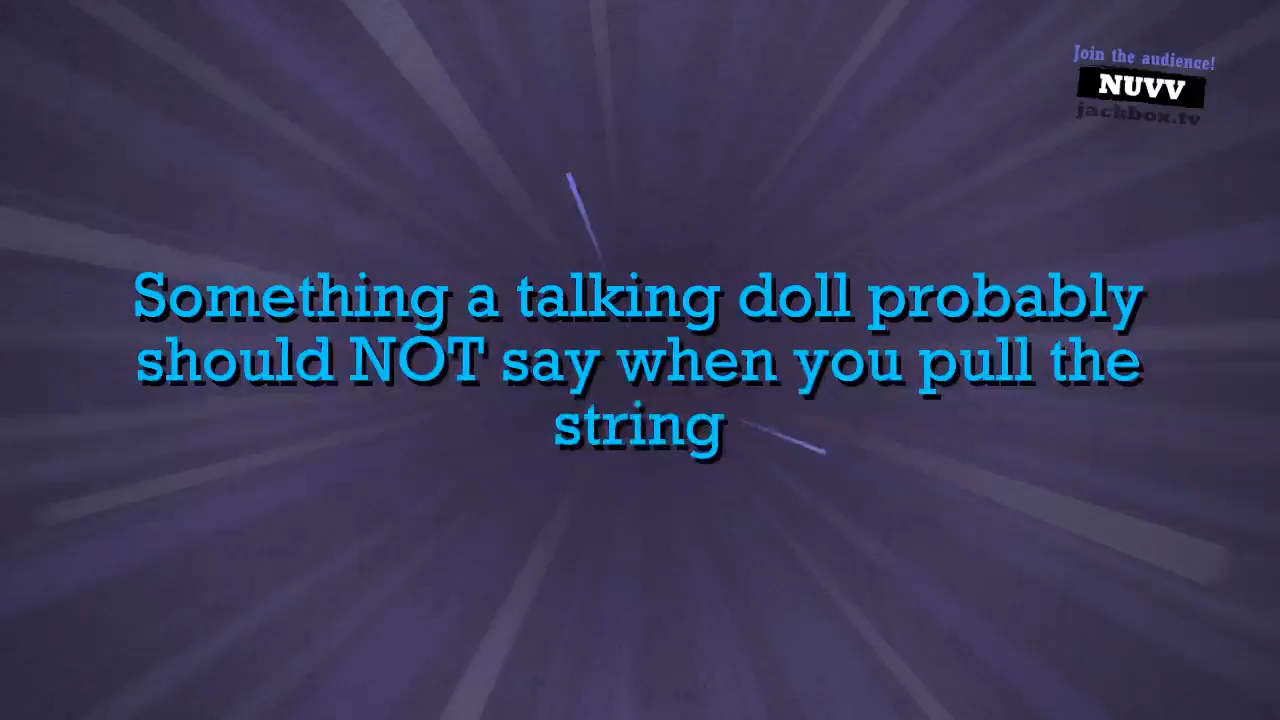 Join the audience!
NUVV
jackbox.tv
Something a talking doll probably
should NOT say when you pull the
string